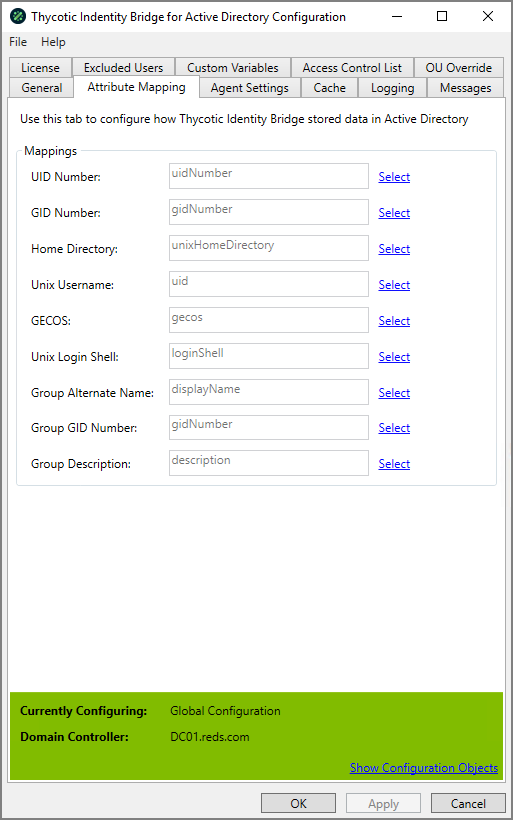 Thycotic Indentity Bridge for Active Directory Configuration
File Help
License Excluded Users Custom Variables Access Control List OU Override
General Attribute Mapping Agent Settings Cache Logging Messages
Use this tab to configure how Thycotic Identity Bridge stored data in Active Directory
Mappings
UID Number: uidNumber Select
GID Number: gidNumber Select
Home Directory: unixHomeDirectory Select
Unix Username: uid Select
GECOS: gecos Select
Unix Login Shell: loginShell Select
Group Alternate Name: displayName Select
Group GID Number: gidNumber Select
Group Description: description Select
Currently Configuring: Global Configuration
Domain Controller: DC01.reds.com
Show Configuration Objects
OK Apply Cancel